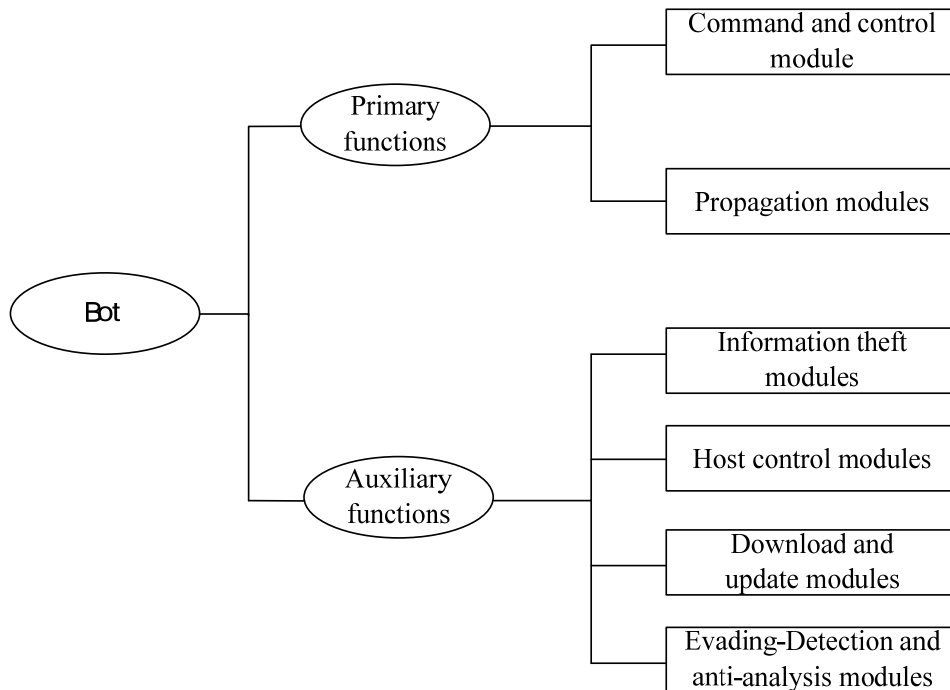 Command and control
module
Primary
functions
Propagation modules
Bot
Information theft
modules
Host control modules
Auxiliary
functions
Download and
update modules
Evading-Detection and
anti-analysis modules